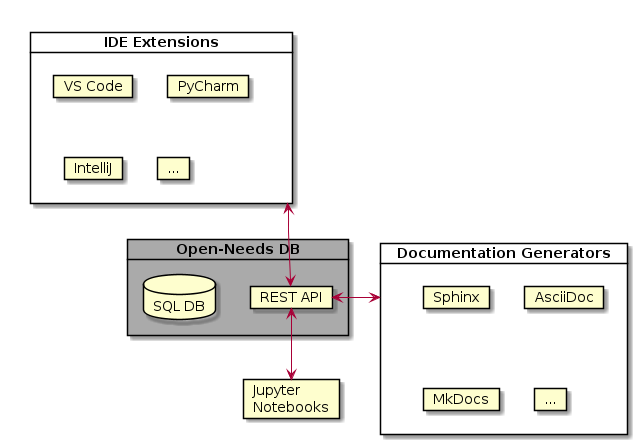 IDE Extensions
VS Code
PyCharm
IntelliJ
...
Open-Needs DB
SQL DB
REST API
Documentation Generators
Sphinx
AsciiDoc
MkDocs
...
Jupyter
Notebooks